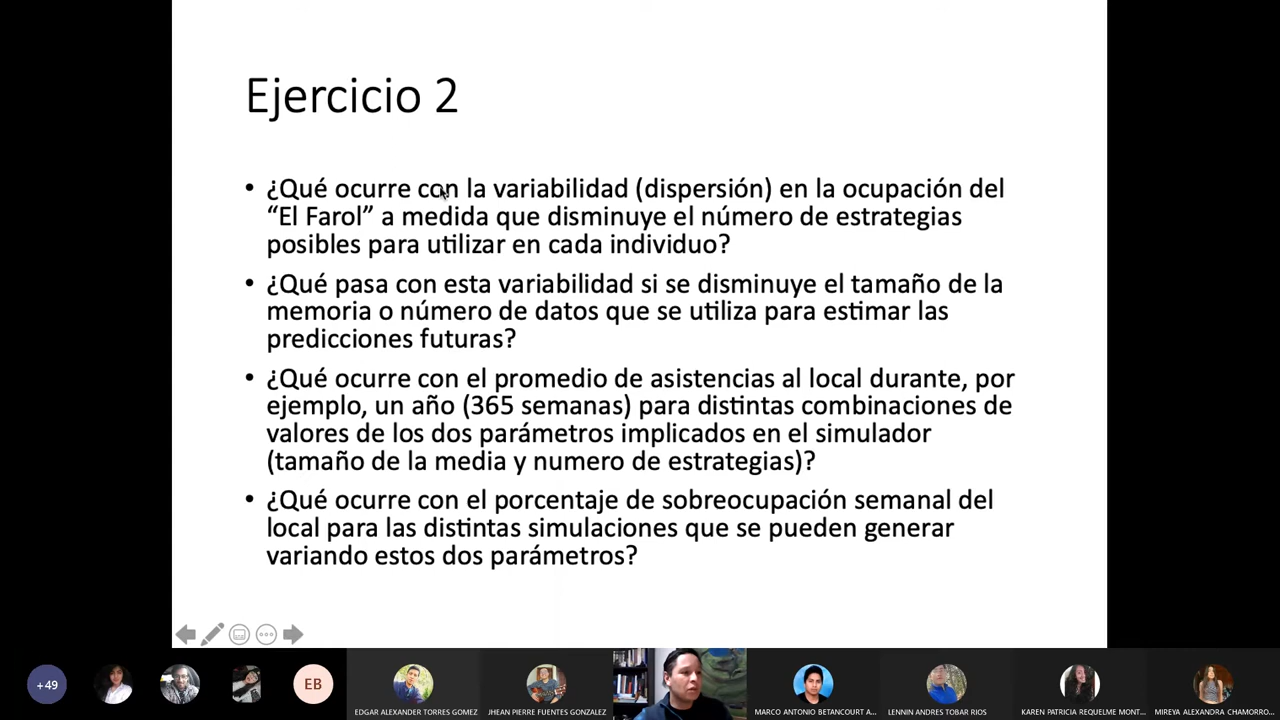 Ejercicio 2
• ¿Qué ocurre con la variabilidad (dispersión) en la ocupación del
“El Farol” a medida que disminuye el número de estrategias
posibles para utilizar en cada individuo?
• ¿Qué pasa con esta variabilidad si se disminuye el tamaño de la
memoria o número de datos que se utiliza para estimar las
predicciones futuras?
• ¿Qué ocurre con el promedio de asistencias al local durante, por
ejemplo, un año (365 semanas) para distintas combinaciones de
valores de los dos parámetros implicados en el simulador
(tamaño de la media y numero de estrategias)?
• ¿Qué ocurre con el porcentaje de sobreocupación semanal del
local para las distintas simulaciones que se pueden generar
variando estos dos parámetros?
+49
EB
EDGAR ALEXANDER TORRES GOMEZ
JHEAN PIERRE FUENTES GONZALEZ
MARCO ANTONIO BETANCOURT A...
LENNIN ANDRES TOBAR RIOS
KAREN PATRICIA REQUELME MONT...
MIREYA ALEXANDRA CHAMORRO...